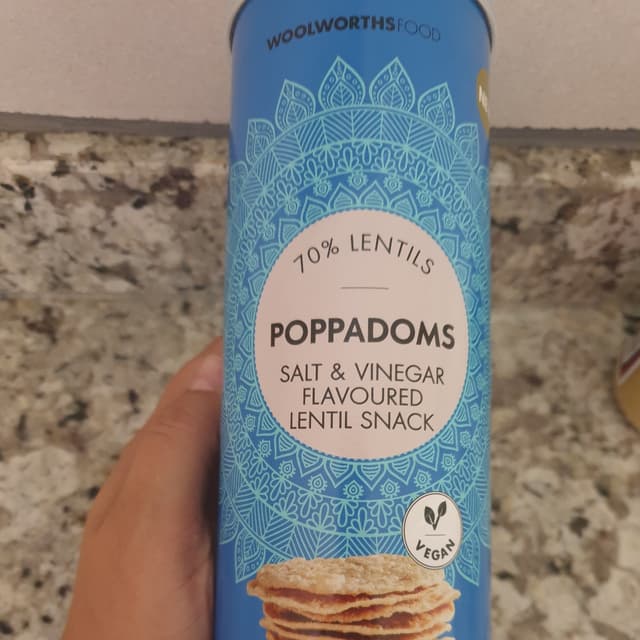 WOOLWORTHSFOOD
70% LENTILS
POPPADOMS
SALT & VINEGAR
FLAVOURED
LENTIL SNACK
VEGAN